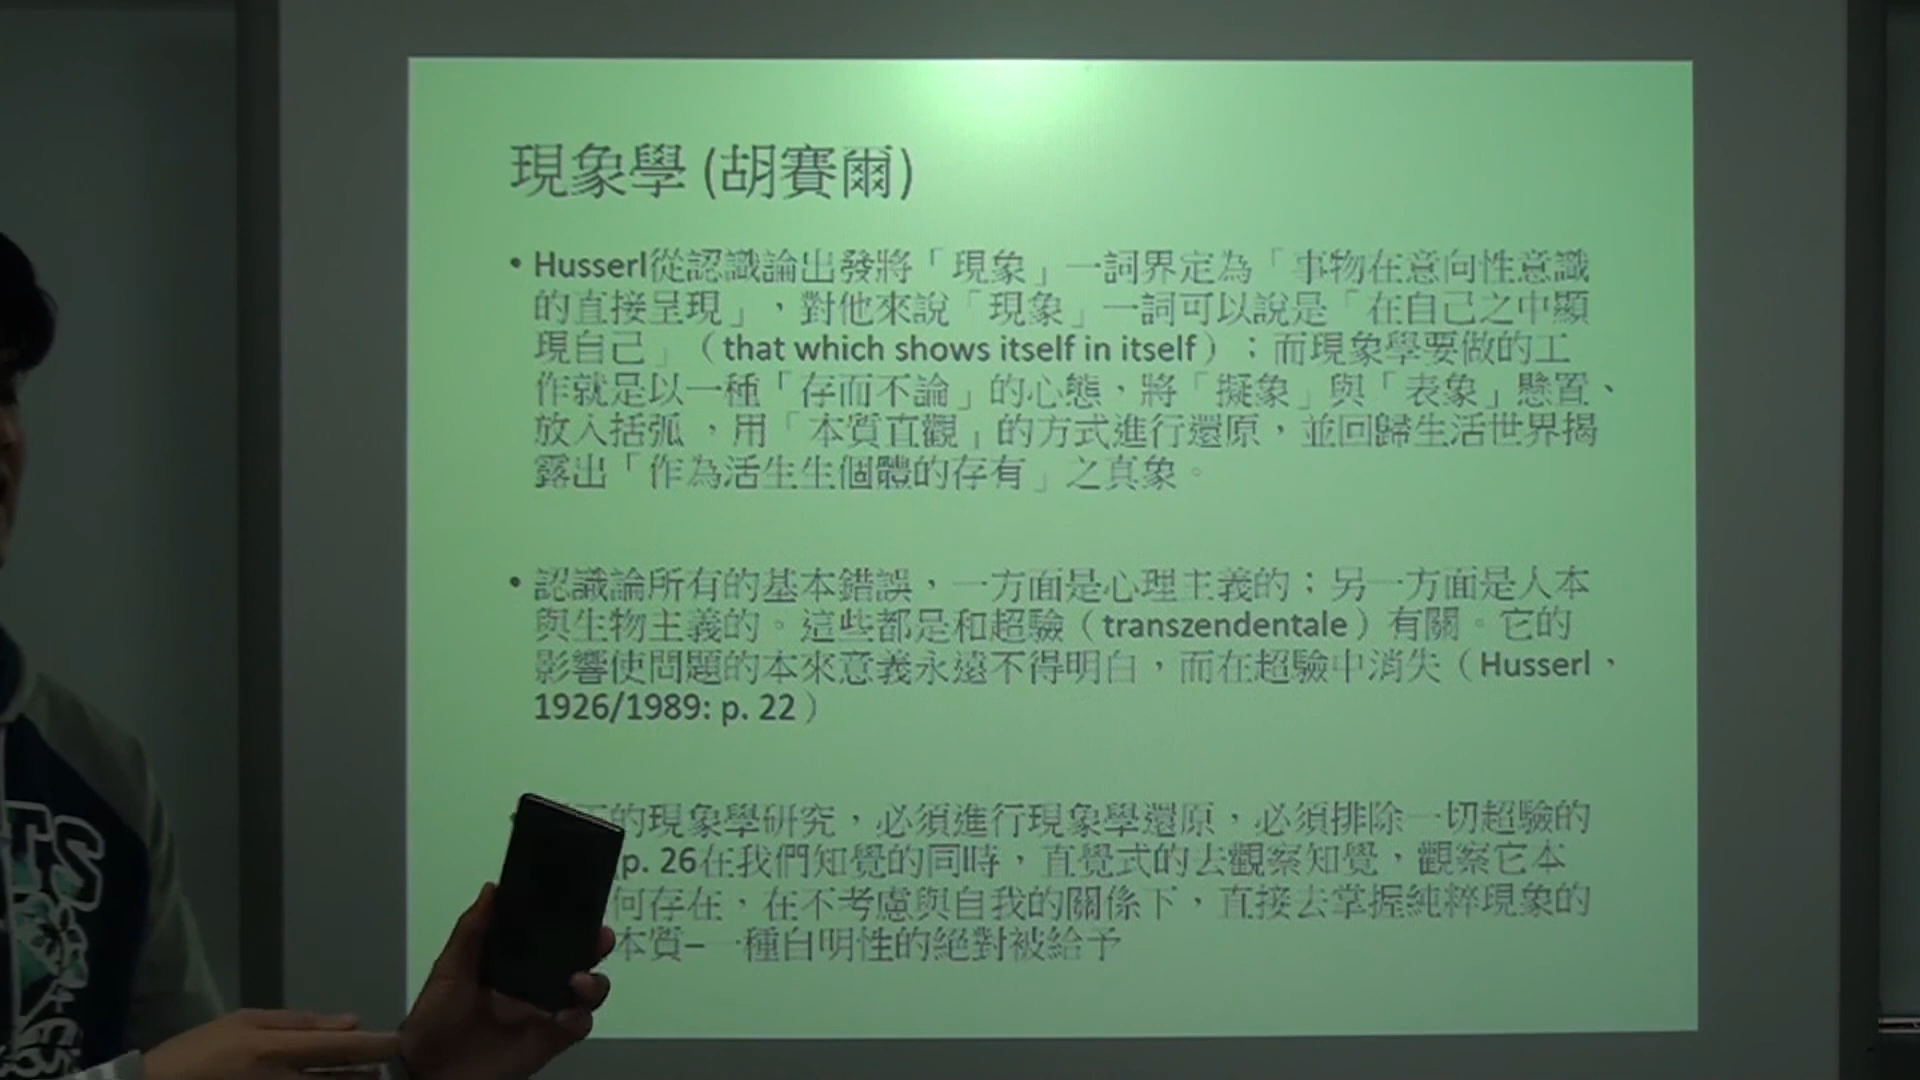 現象學 (胡賽爾)
• Husserl從認識論出發將「現象」一詞界定為「事物在意向性意識
的直接呈現」，對他來說「現象」一詞可以說是「在自己之中顯
現自己」（that which shows itself in itself）；而現象學要做的工
作就是以一種「存而不論」的心態，將「擬象」與「表象」懸置、
放入括弧，用「本質直觀」的方式進行還原，並回歸生活世界揭
露出「作為活生生個體的存有」之真象。
• 認識論所有的基本錯誤，一方面是心理主義的；另一方面是人本
與生物主義的。這些都是和超驗（transzendentale）有關。它的
影響使問題的本來意義永遠不得明白，而在超驗中消失（Husserl，
1926/1989: p. 22）
的現象學研究，必須進行現象學還原，必須排除一切超驗的
p. 26在我們知覺的同時，直覺式的去觀察知覺，觀察它本
何存在，在不考慮與自我的關係下，直接去掌握純粹現象的
本質–一種自明性的絕對被給予